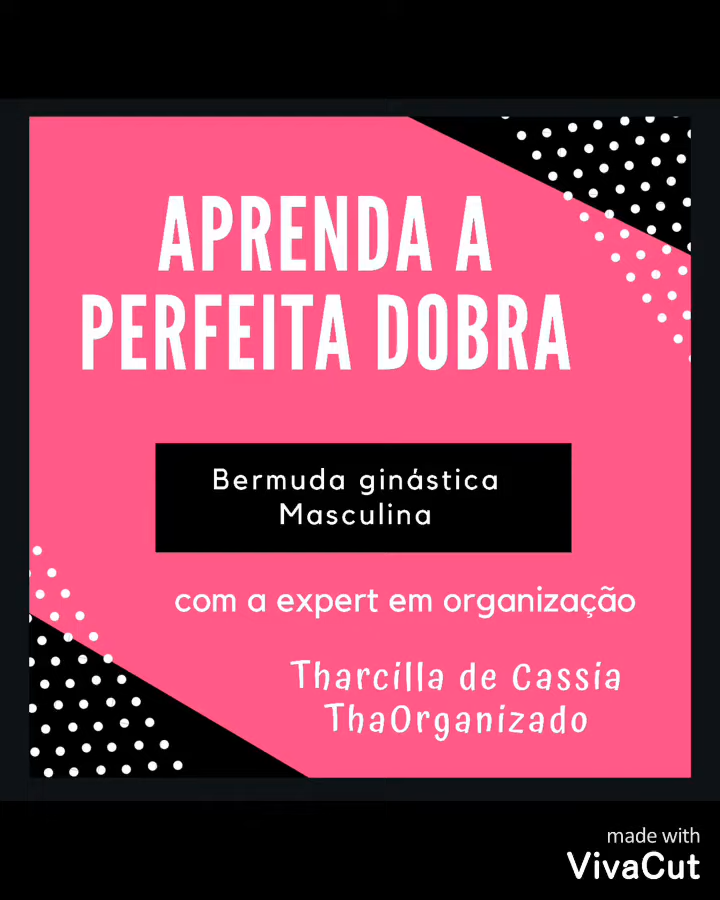 APRENDA A
PERFEITA DOBRA
Bermuda ginástica
Masculina
com a expert em organização
Tharcilla de Cassia
ThaOrganizado
made with
VivaCut